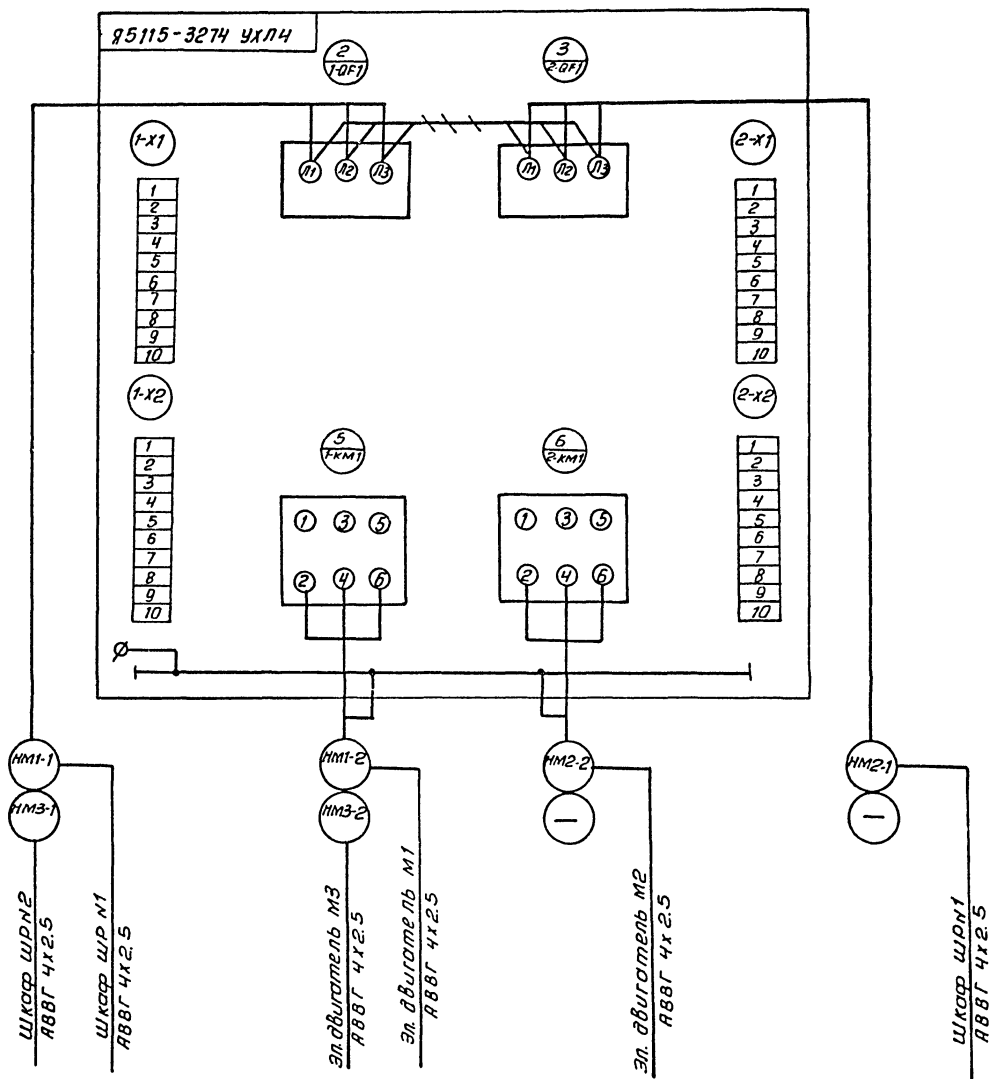 Я5115-3274 УХЛ4
2
1-QF1
3
2-QF1
1-X1
2-X1
Л1 Л2 Л3
Л1 Л2 Л3
1
2
3
4
5
6
7
8
9
10
1
2
3
4
5
6
7
8
9
10
1-X2
2-X2
5
1-КМ1
6
2-КМ1
1
2
3
4
5
6
7
8
9
10
1 3 5
2 4 6
1 3 5
2 4 6
1
2
3
4
5
6
7
8
9
10
НМ1-1
НМ3-1
НМ1-2
НМ3-2
НМ2-2
—
НМ2-1
—
Шкаф ШРN2
АВВГ 4х2.5
Шкаф ШР N1
АВВГ 4х2.5
Эл. двигатель М3
АВВГ 4х2.5
Эл. двигатель М1
АВВГ 4х2.5
Эл. двигатель М2
АВВГ 4х2.5
Шкаф ШРN1
АВВГ 4х2.5